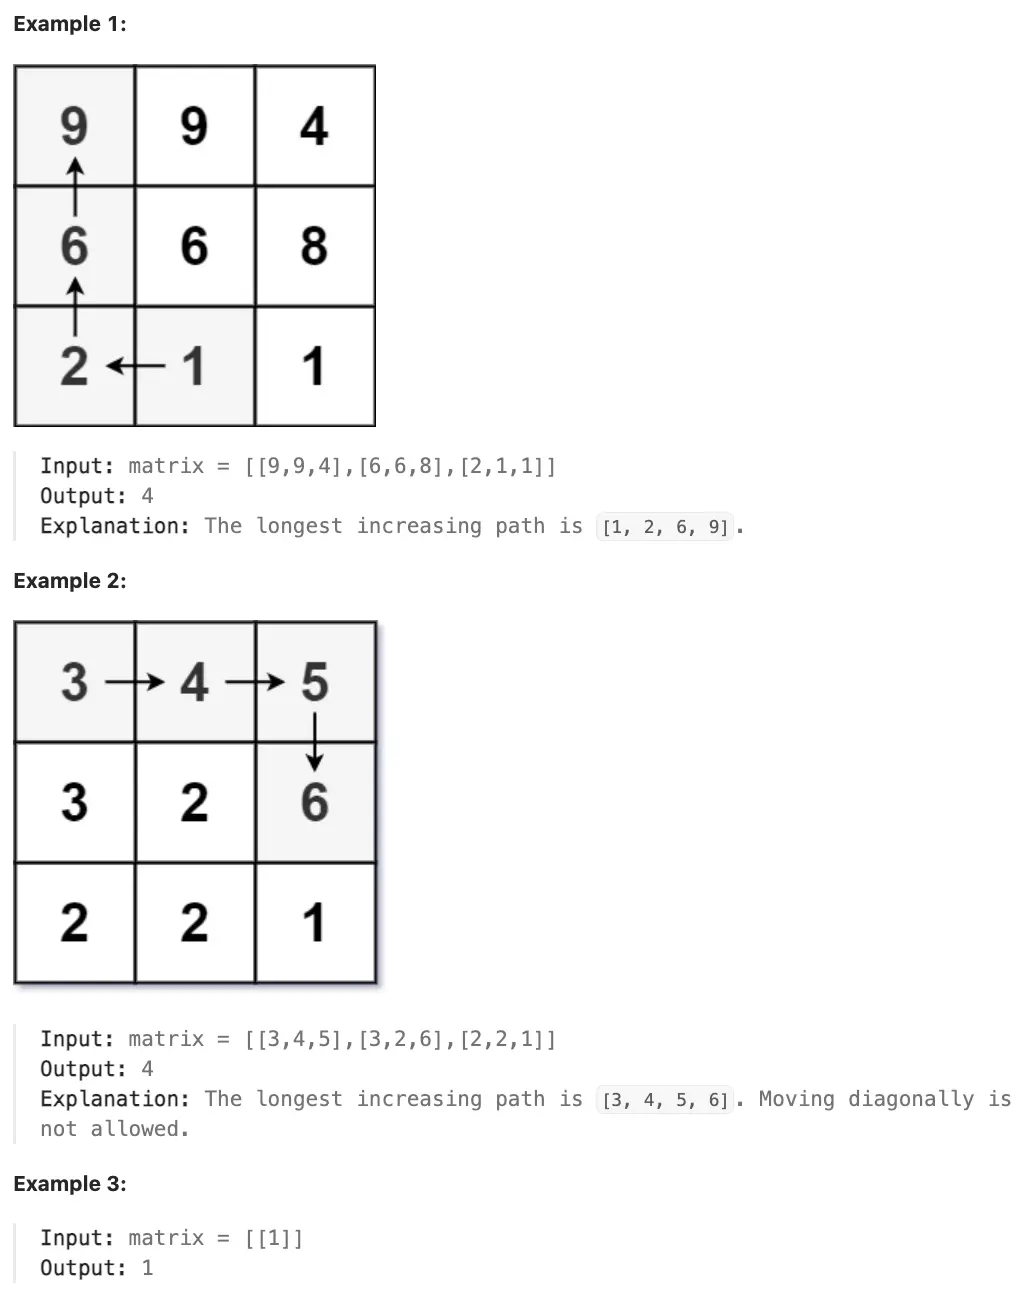 Example 1:
9 9 4
6 6 8
2 1 1
Input: matrix = [[9,9,4],[6,6,8],[2,1,1]]
Output: 4
Explanation: The longest increasing path is [1, 2, 6, 9].
Example 2:
3 4 5
3 2 6
2 2 1
Input: matrix = [[3,4,5],[3,2,6],[2,2,1]]
Output: 4
Explanation: The longest increasing path is [3, 4, 5, 6]. Moving diagonally is
not allowed.
Example 3:
Input: matrix = [[1]]
Output: 1